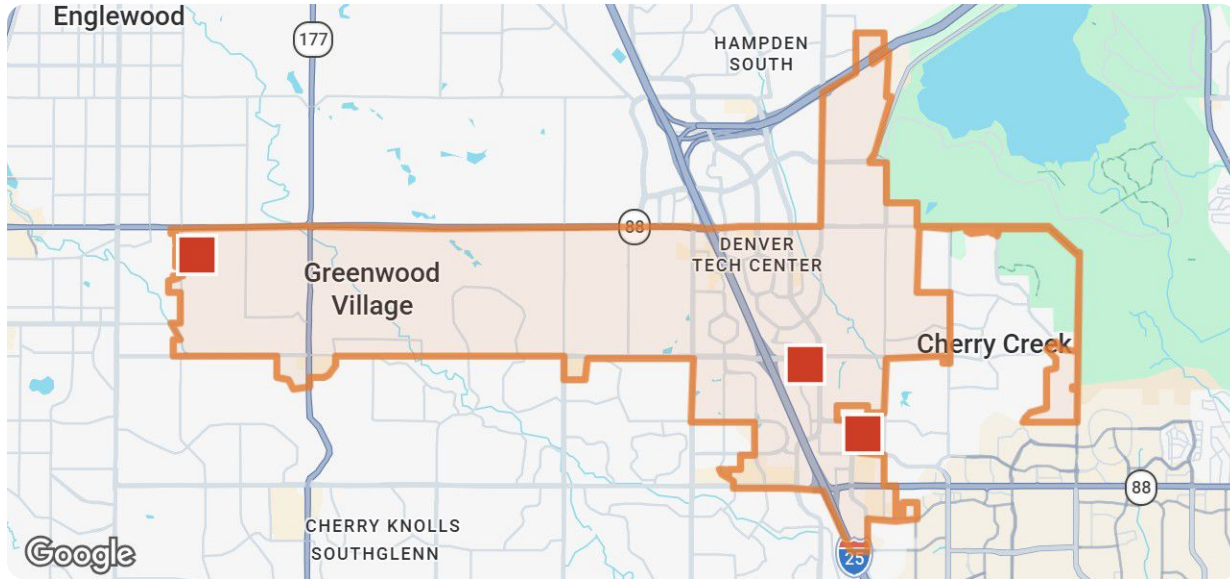 Englewood
177
HAMPDEN
SOUTH
88
DENVER
TECH CENTER
Greenwood
Village
Cherry Creek
88
CHERRY KNOLLS
SOUTHGLENN
25
Google